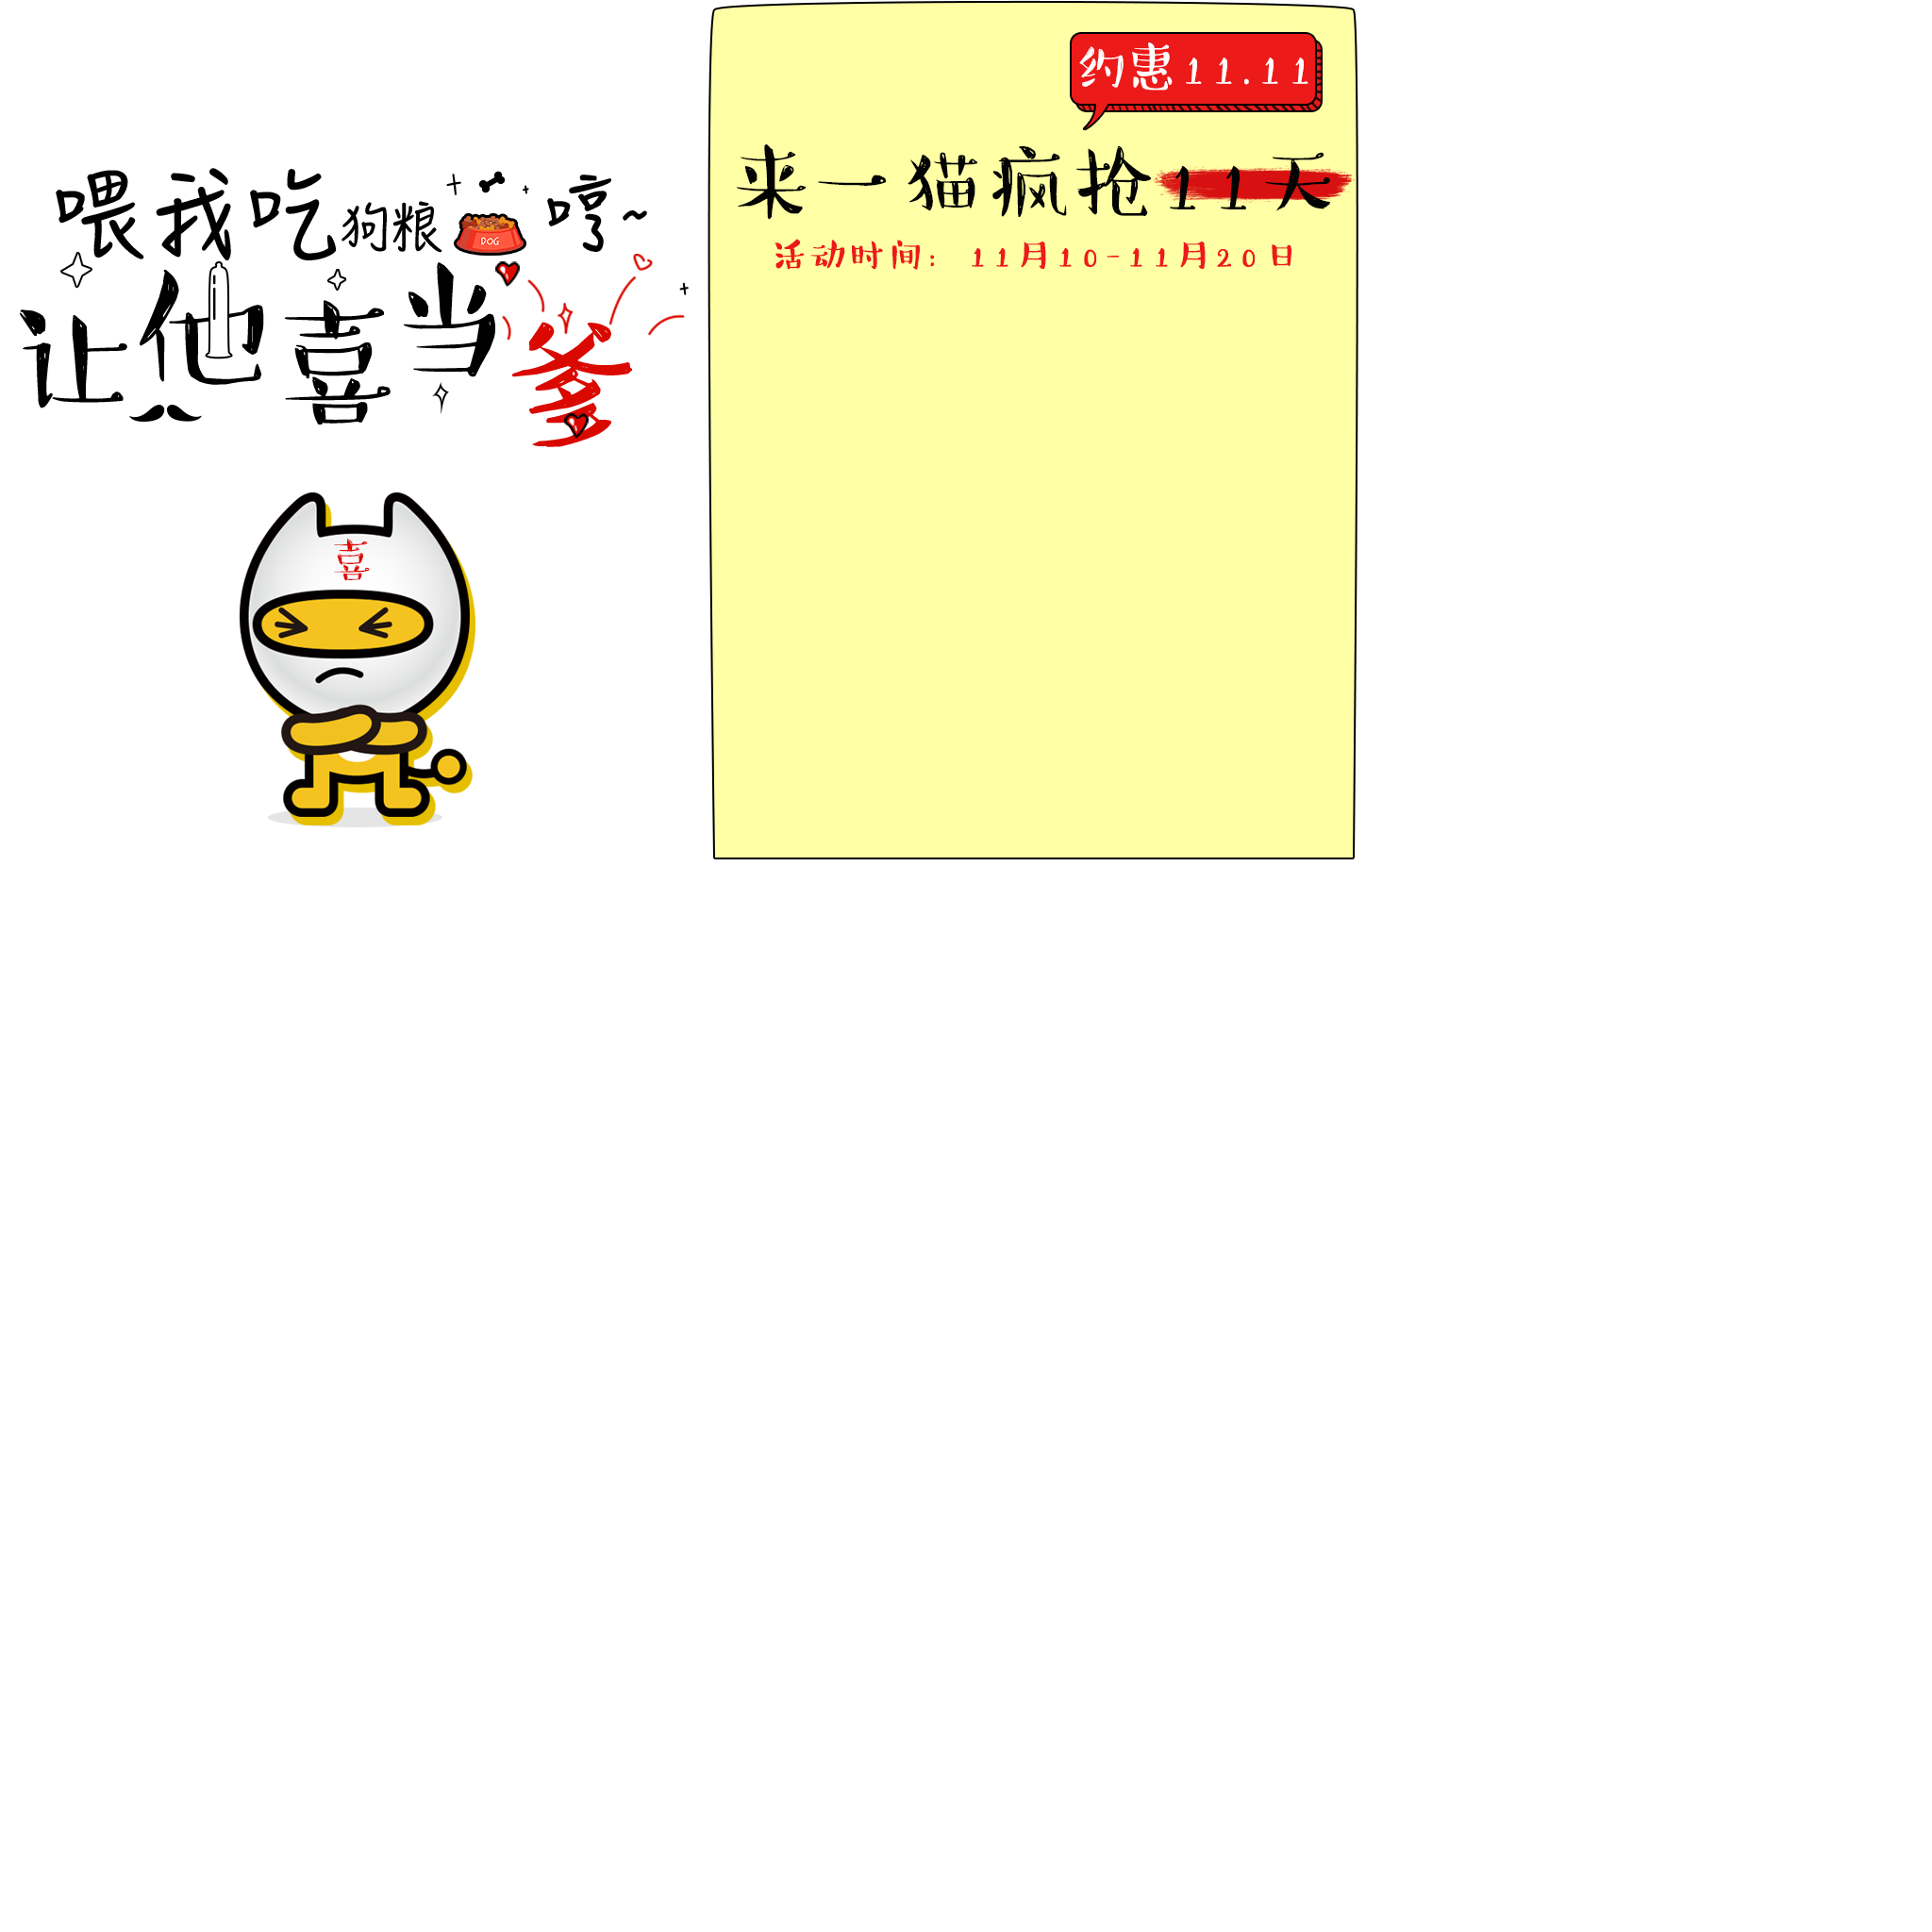 喂我吃狗粮 DOG 哼~
让他喜当爹
喜
约惠11.11
来一猫疯抢11天
活动时间: 11月10-11月20日